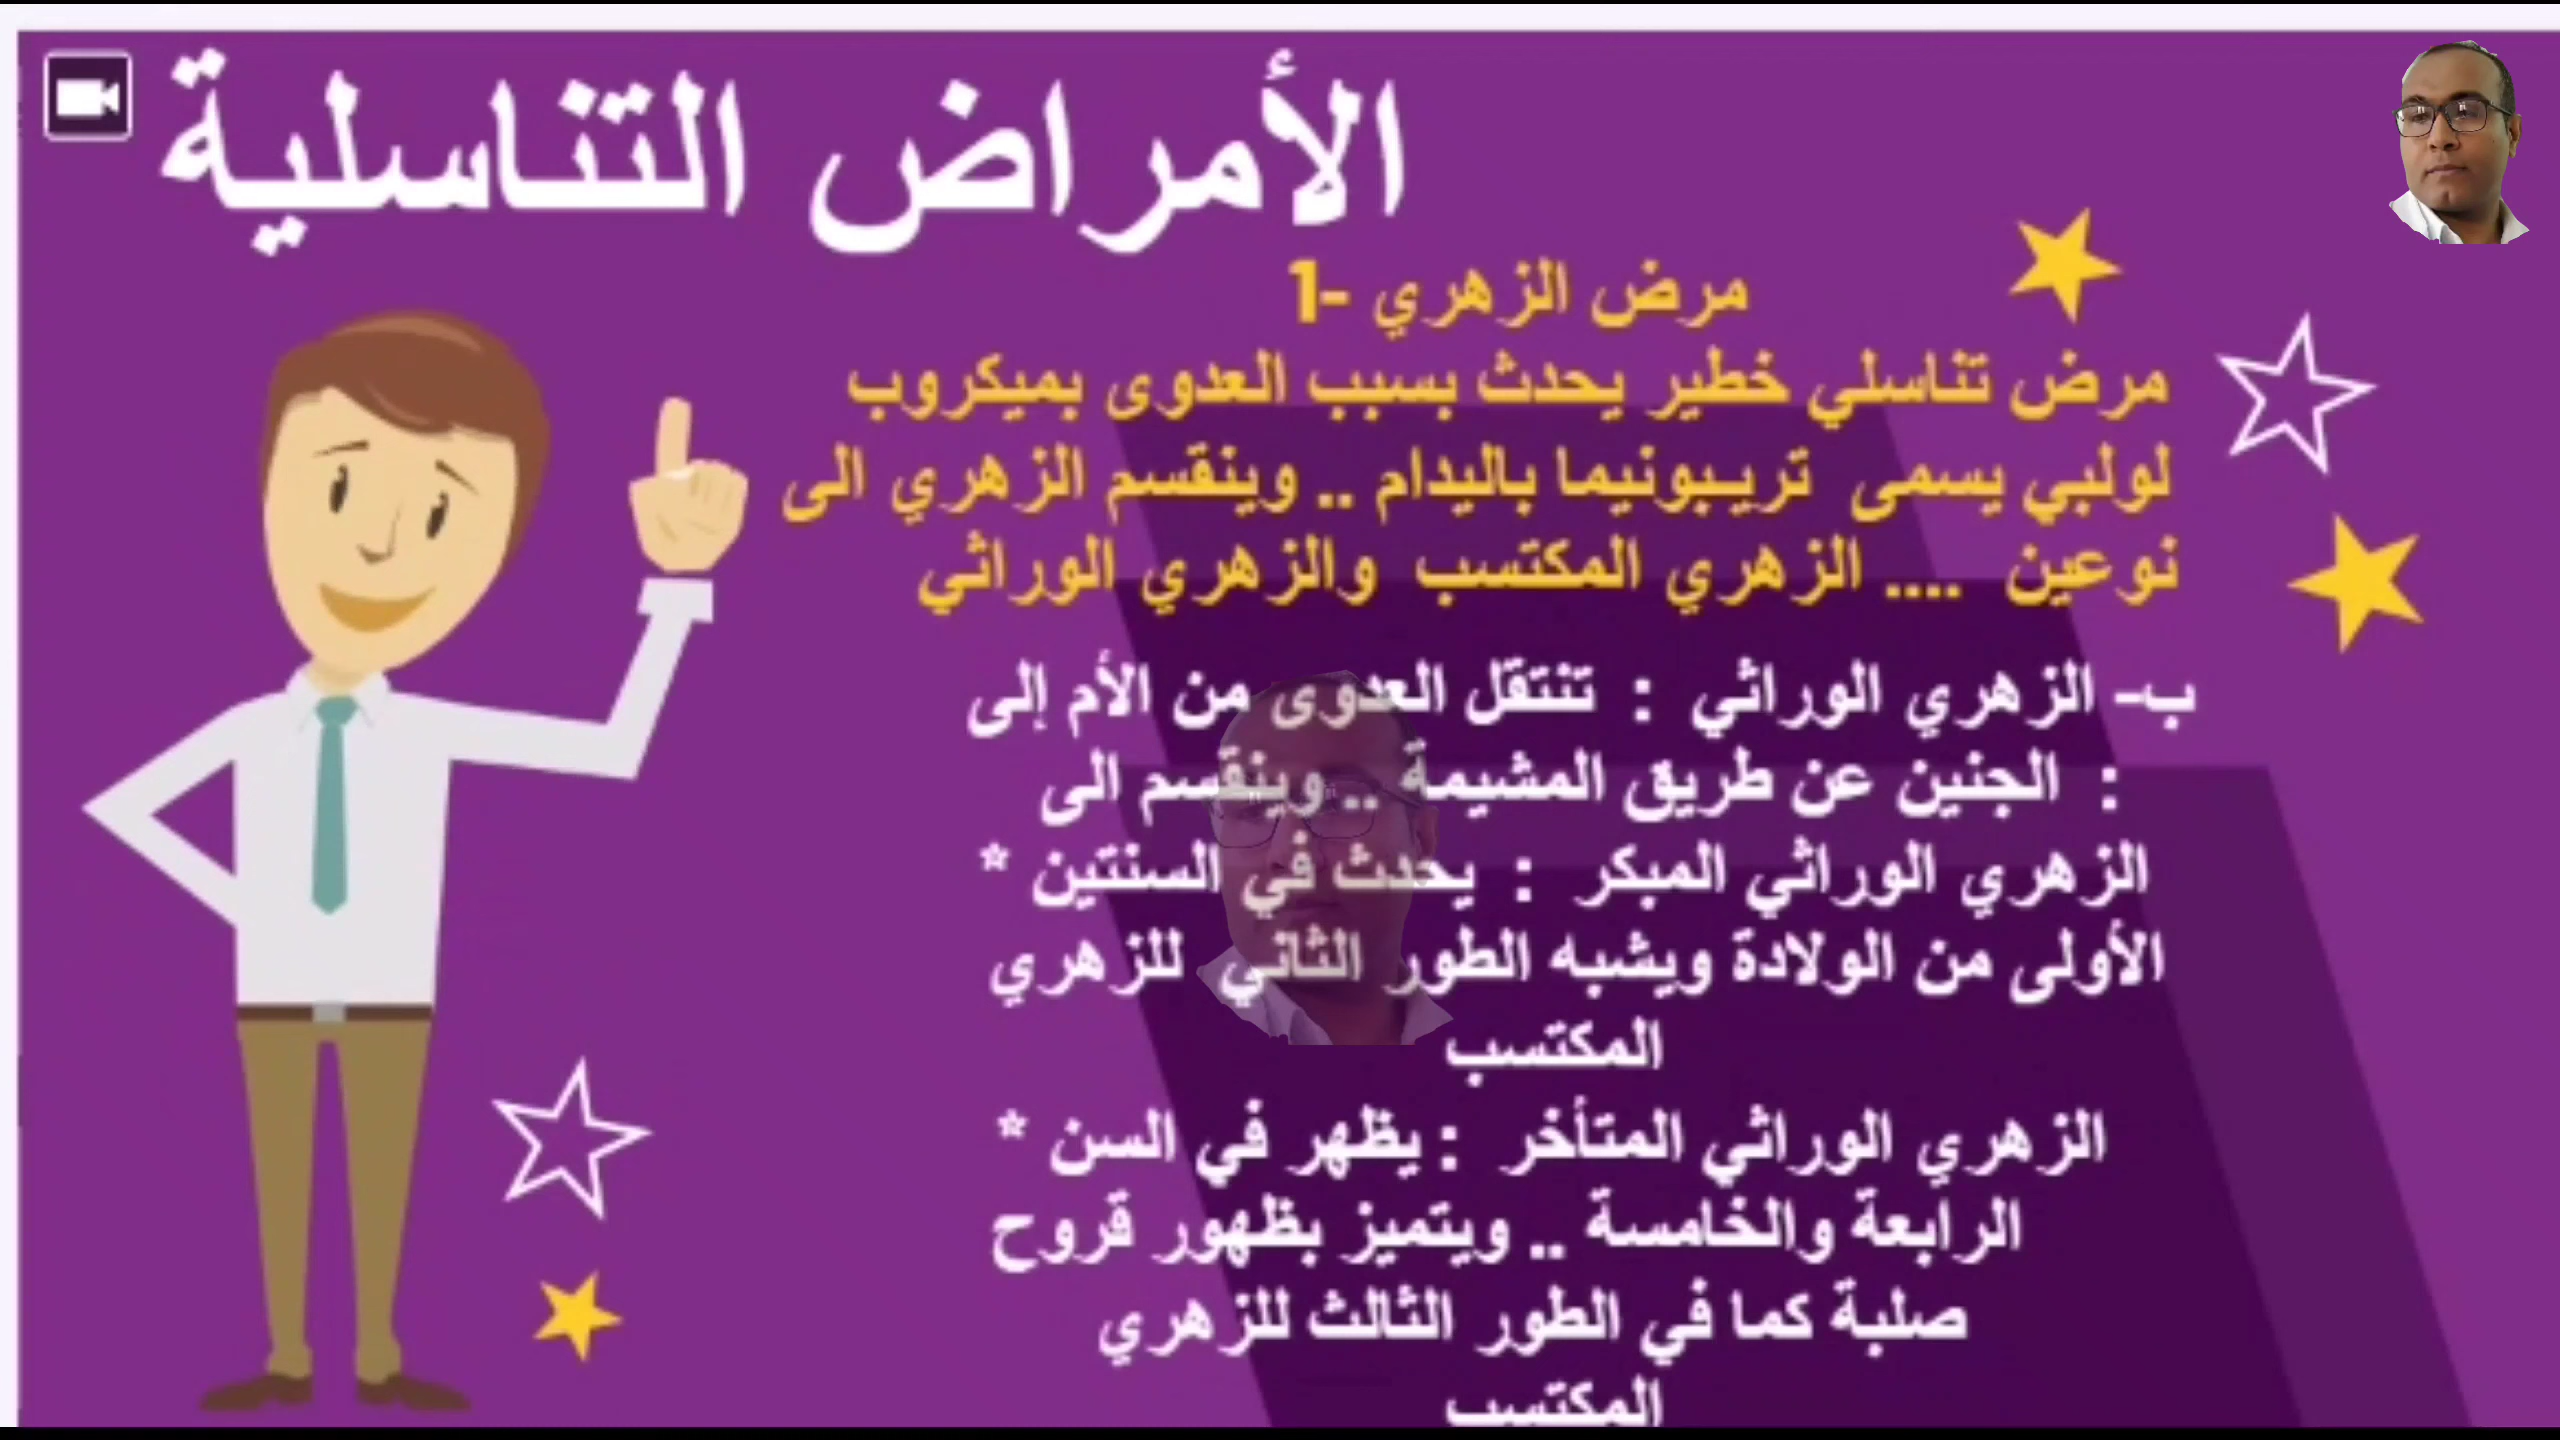 الأمراض التناسلية
مرض الزهري -1
مرض تناسلي خطير يحدث بسبب العدوى بميكروب
لولبي يسمى تريبونيما باليدام .. وينقسم الزهري الى
نوعين .... الزهري المكتسب والزهري الوراثي
ب- الزهري الوراثي : تنتقل العدوى من الأم إلى
: الجنين عن طريق المشيمة .. وينقسم الى
الزهري الوراثي المبكر : يحدث في السنتين *
الأولى من الولادة ويشبه الطور الثاني للزهري
المكتسب
الزهري الوراثي المتأخر : يظهر في السن *
الرابعة والخامسة .. ويتميز بظهور قروح
صلبة كما في الطور الثالث للزهري
المكتسب